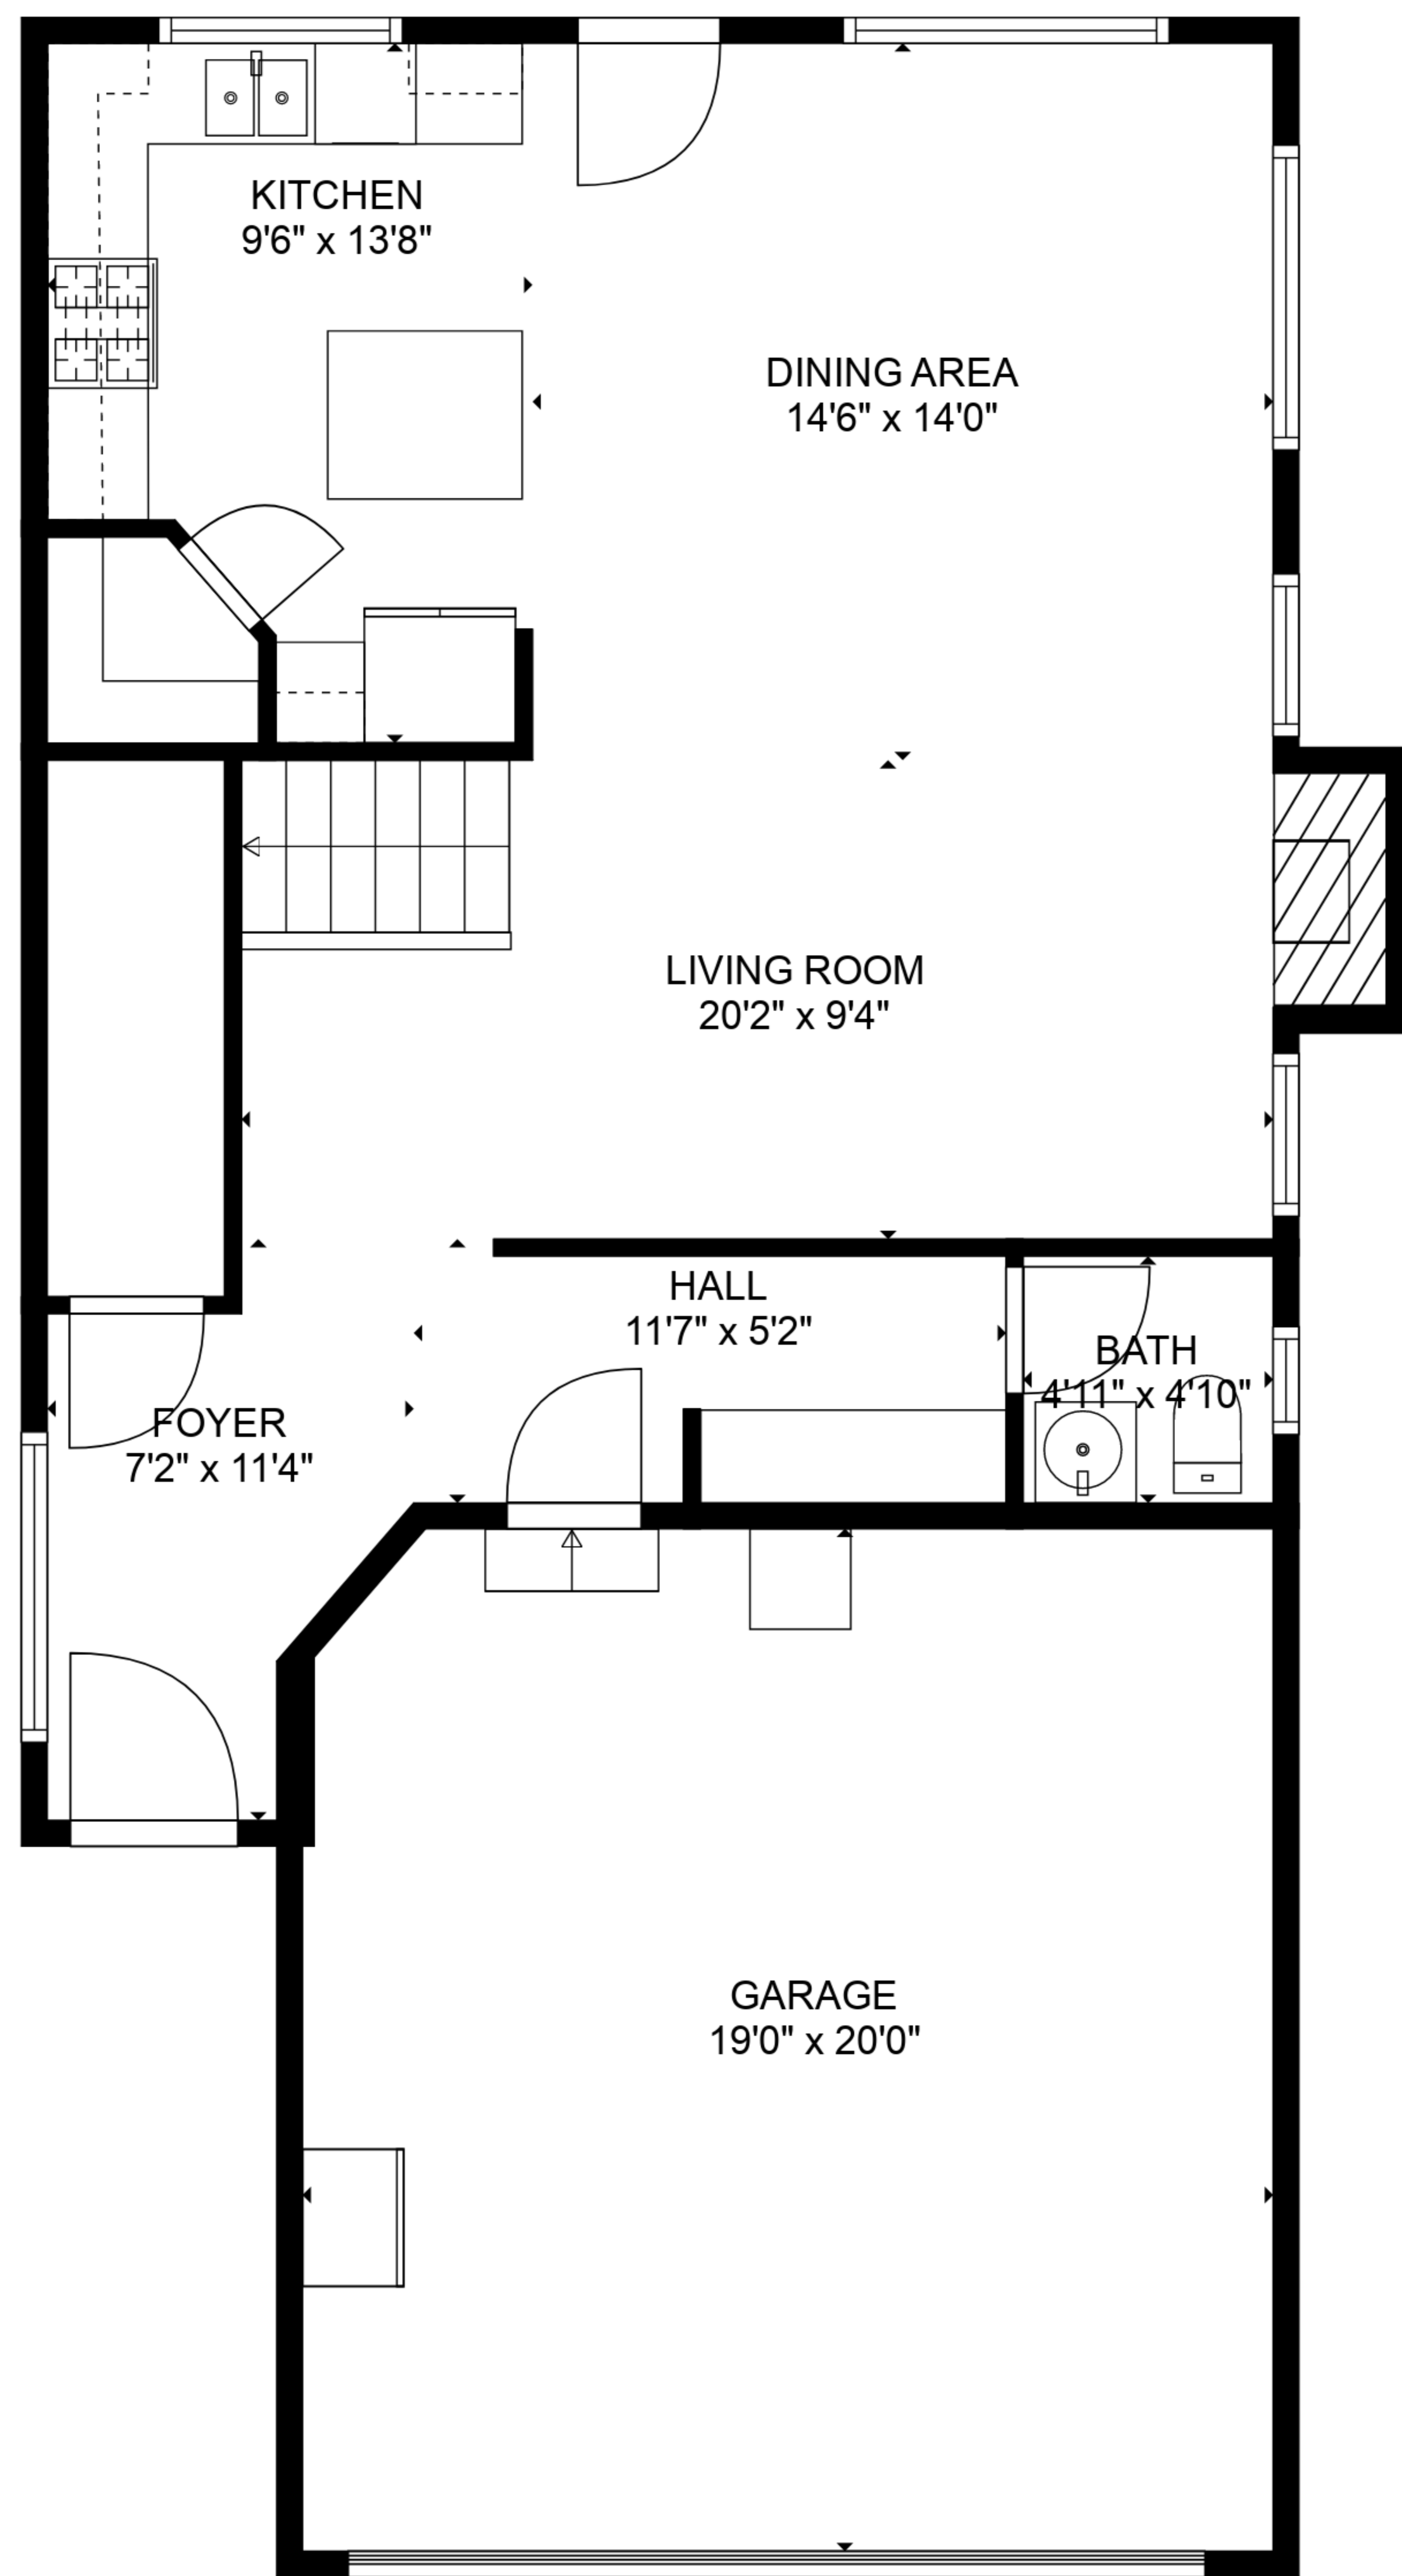 KITCHEN
9'6" x 13'8"
DINING AREA
14'6" x 14'0"
LIVING ROOM
20'2" x 9'4"
HALL
11'7" x 5'2"
BATH
4'11" x 4'10"
FOYER
7'2" x 11'4"
GARAGE
19'0" x 20'0"